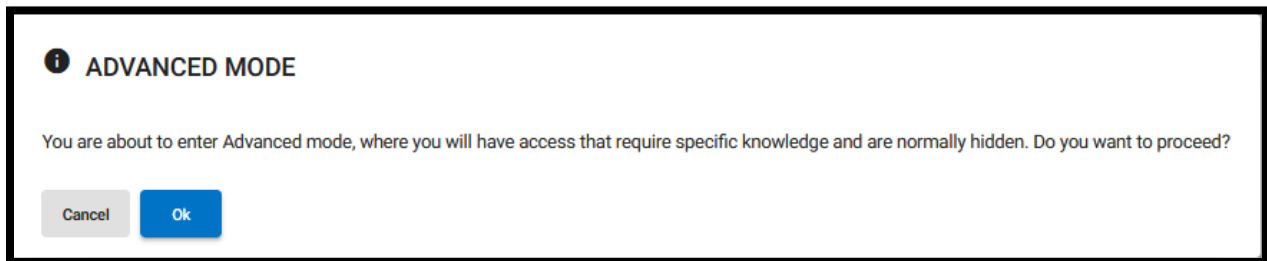 ADVANCED MODE
You are about to enter Advanced mode, where you will have access that require specific knowledge and are normally hidden. Do you want to proceed?
Cancel Ok